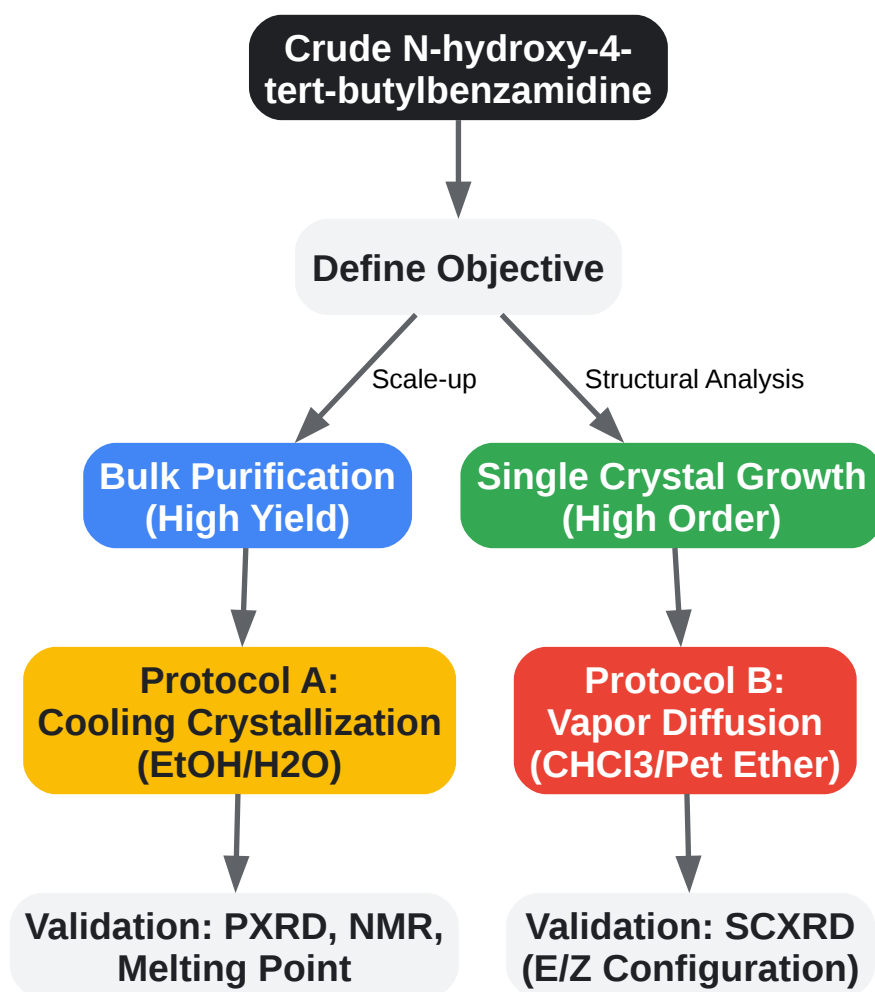 Crude N-hydroxy-4-
tert-butylbenzamidine
Define Objective
Scale-up
Structural Analysis
Bulk Purification
(High Yield)
Single Crystal Growth
(High Order)
Protocol A:
Cooling Crystallization
(EtOH/H2O)
Protocol B:
Vapor Diffusion
(CHCl3/Pet Ether)
Validation: PXRD, NMR,
Melting Point
Validation: SCXRD
(E/Z Configuration)